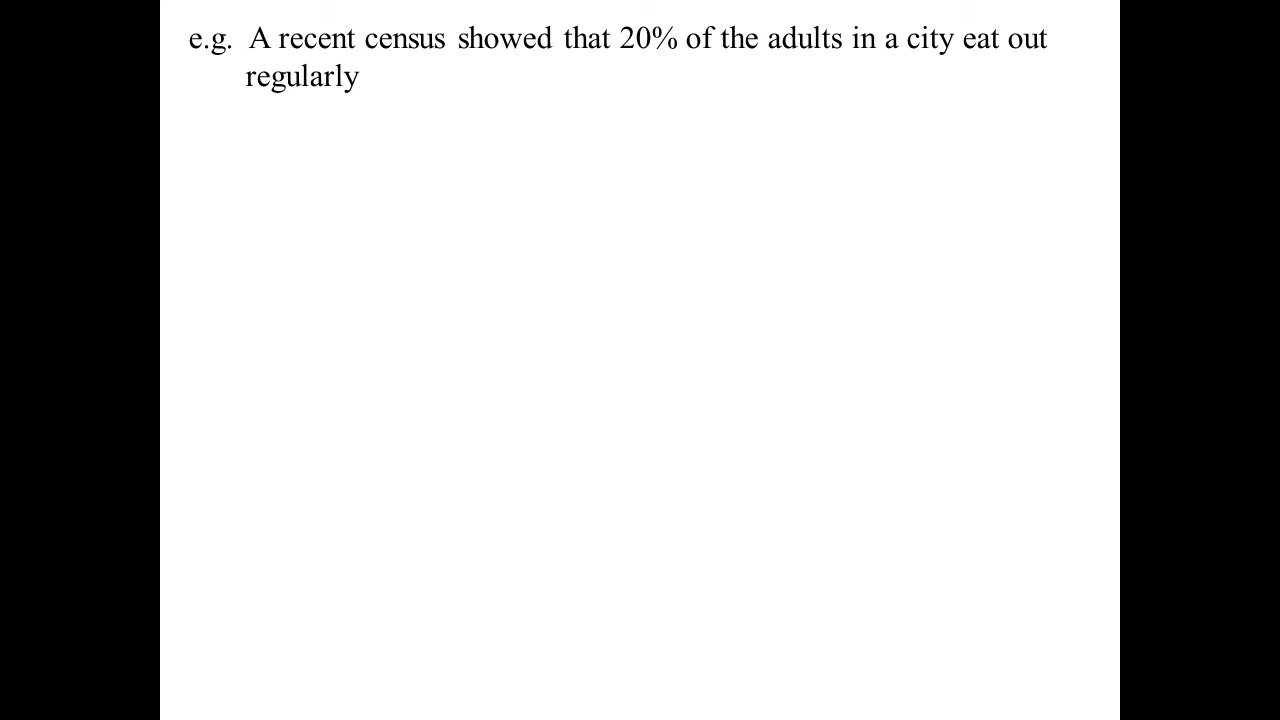 e.g. A recent census showed that 20% of the adults in a city eat out
regularly